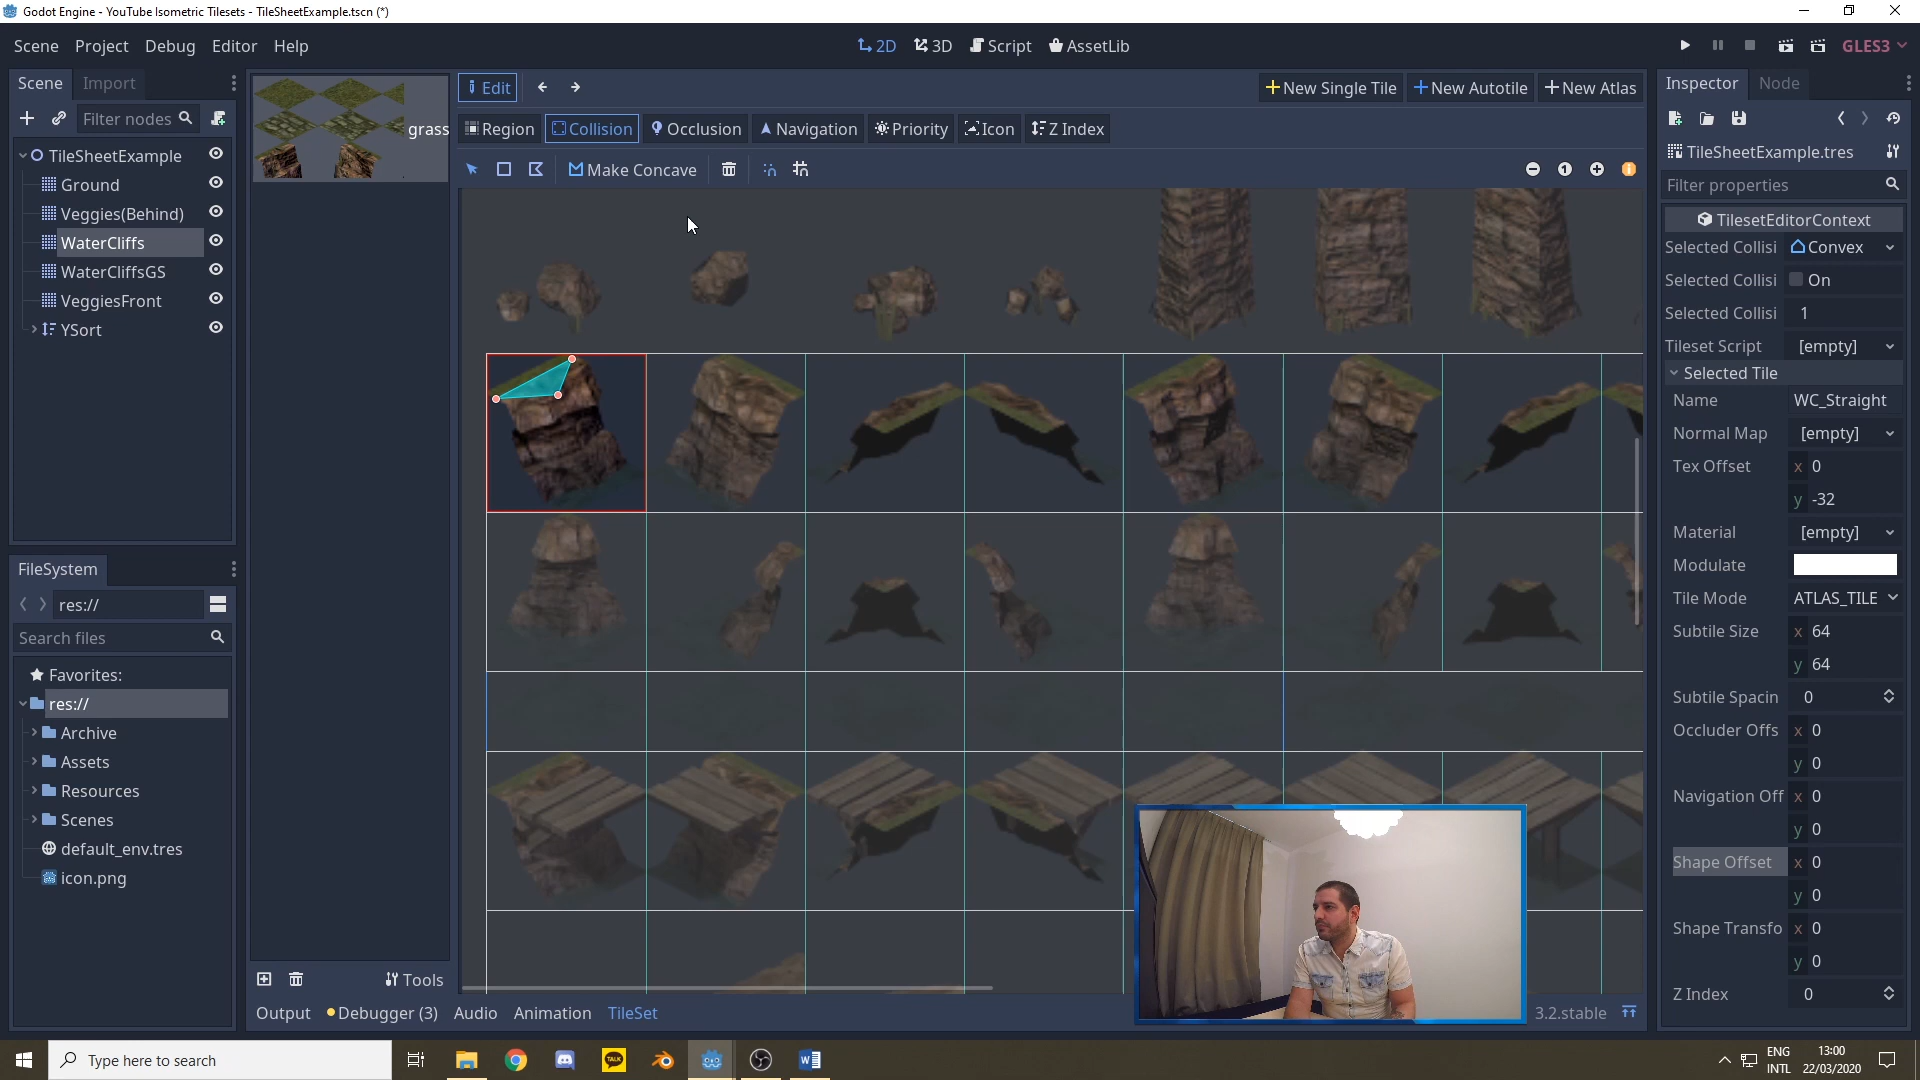 Godot Engine - YouTube Isometric Tilesets - TileSheetExample.tscn (*)
Scene Project Debug Editor Help
2D 3D Script AssetLib
GLES3
Scene Import
Edit
New Single Tile New Autotile New Atlas
Inspector Node
Filter nodes
grass
Region Collision Occlusion Navigation Priority Icon Z Index
Make Concave
1
TileSheetExample
Ground
Veggies(Behind)
WaterCliffs
WaterCliffsGS
VeggiesFront
YSort
TileSheetExample.tres
Filter properties
TilesetEditorContext
Selected Collisi Convex
Selected Collisi On
Selected Collisi 1
Tileset Script [empty]
Selected Tile
Name WC_Straight
Normal Map [empty]
Tex Offset x 0
y -32
Material [empty]
Modulate
Tile Mode ATLAS_TILE
Subtile Size x 64
y 64
Subtile Spacin 0
Occluder Offs x 0
y 0
Navigation Off x 0
y 0
Shape Offset x 0
y 0
Shape Transfo x 0
y 0
Z Index 0
FileSystem
res://
Search files
Favorites:
res://
Archive
Assets
Resources
Scenes
default_env.tres
icon.png
Tools
Output Debugger (3) Audio Animation TileSet
3.2.stable
Type here to search
TALK
W
ENG
INTL
13:00
22/03/2020